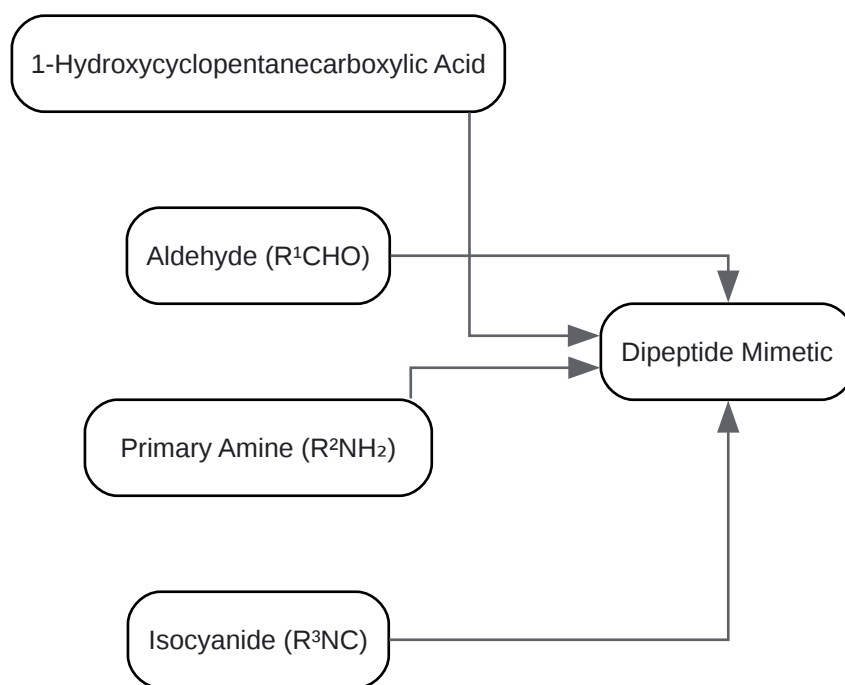 1-Hydroxycyclopentanecarboxylic Acid
Aldehyde (R¹CHO)
Dipeptide Mimetic
Primary Amine (R²NH₂)
Isocyanide (R³NC)